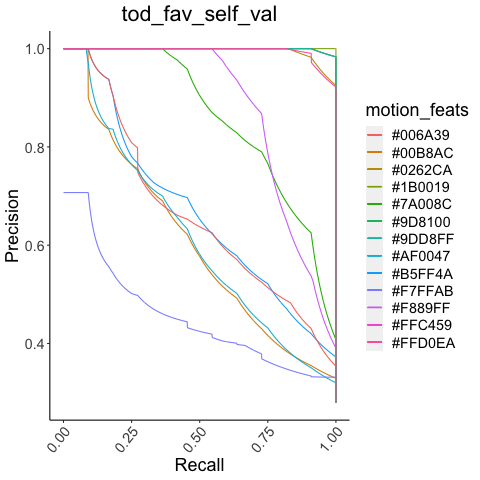 tod_fav_self_val
1.0
0.8
0.6
0.4
Precision
0.00
0.25
0.50
0.75
1.00
Recall
motion_feats
#006A39
#00B8AC
#0262CA
#1B0019
#7A008C
#9D8100
#9DD8FF
#AF0047
#B5FF4A
#F7FFAB
#F889FF
#FFC459
#FFD0EA